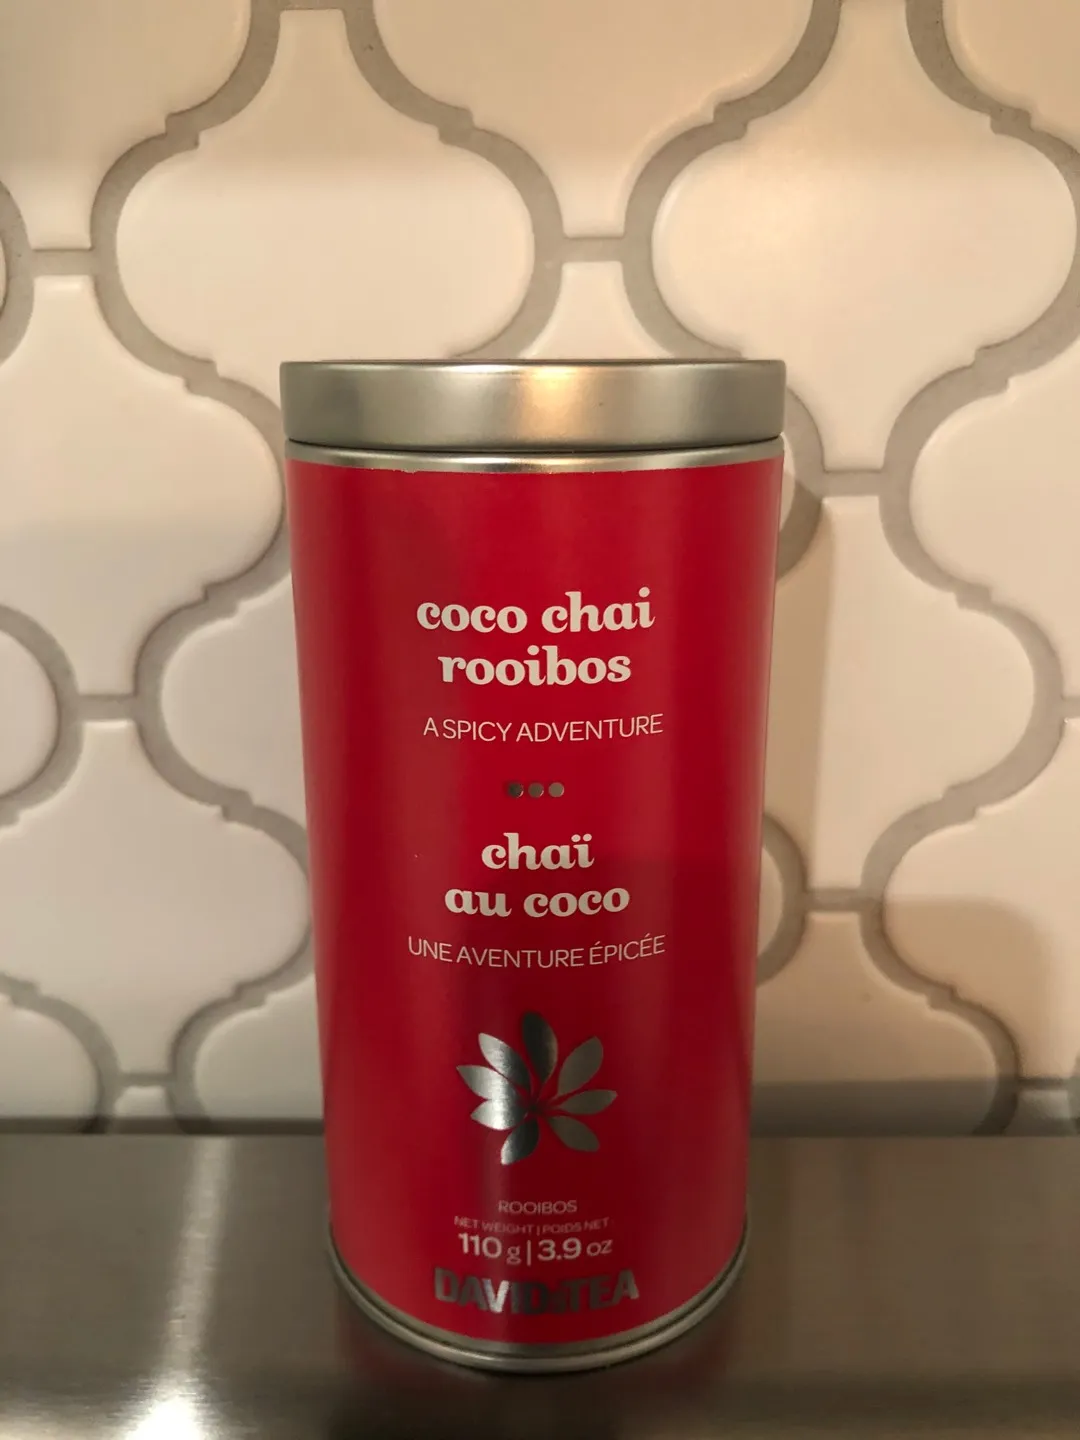 coco chai
rooibos
A SPICY ADVENTURE
chaï
au coco
UNE AVENTURE ÉPICÉE
ROOIBOS
NET WEIGHT | POIDS NET:
110 g | 3.9 oz
DAVIDsTEA